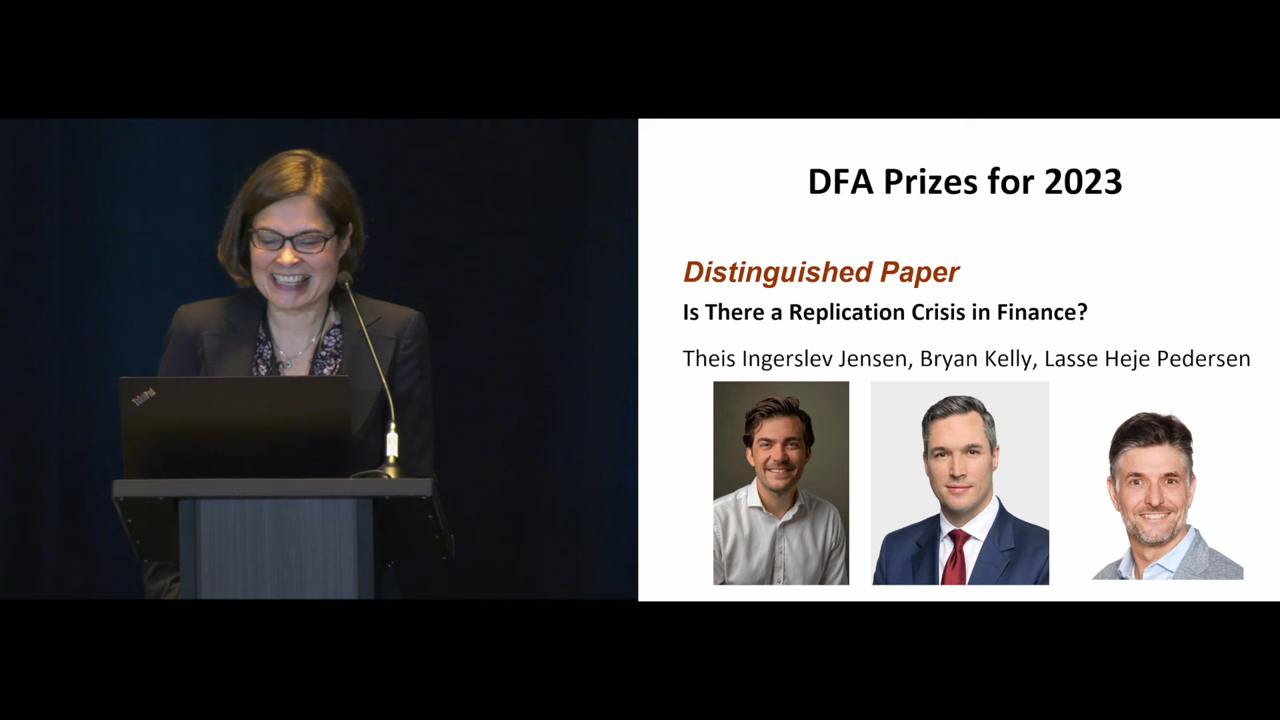 ThinkPad
DFA Prizes for 2023
Distinguished Paper
Is There a Replication Crisis in Finance?
Theis Ingerslev Jensen, Bryan Kelly, Lasse Heje Pedersen